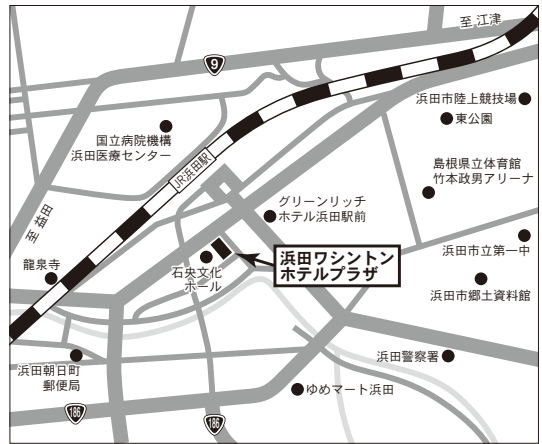 至 江津
9
浜田市陸上競技場
東公園
国立病院機構
浜田医療センター
JR浜田駅
島根県立体育館
竹本政男アリーナ
グリーンリッチ
ホテル浜田駅前
至 益田
浜田ワシントン
ホテルプラザ
浜田市立第一中
龍泉寺
石央文化
ホール
浜田市郷土資料館
浜田朝日町
郵便局
浜田警察署
ゆめマート浜田
186
186